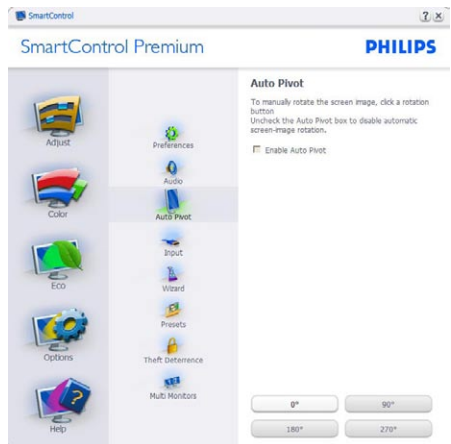 SmartControl
SmartControl Premium
PHILIPS
Adjust
Color
Eco
Options
Help
Preferences
Audio
Auto Pivot
Input
Wizard
Presets
Theft Deterrence
Multi Monitors
Auto Pivot
To manually rotate the screen image, click a rotation
button
Uncheck the Auto Pivot box to disable automatic
screen-image rotation.
Enable Auto Pivot
0°
90°
180°
270°